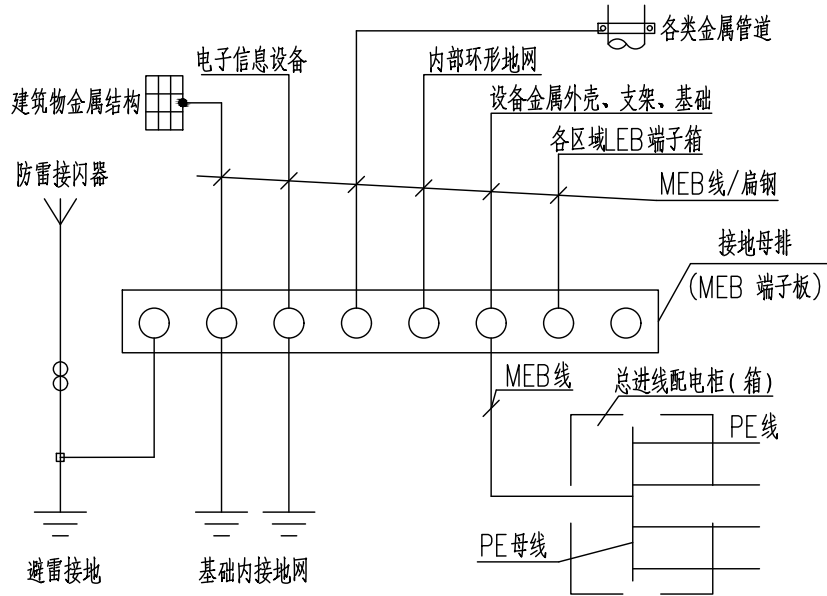 各类金属管道
电子信息设备
内部环形地网
建筑物金属结构
设备金属外壳、支架、基础
各区域LEB端子箱
防雷接闪器
MEB线/扁钢
接地母排
(MEB 端子板)
MEB线
总进线配电柜(箱)
PE线
PE母线
避雷接地
基础内接地网